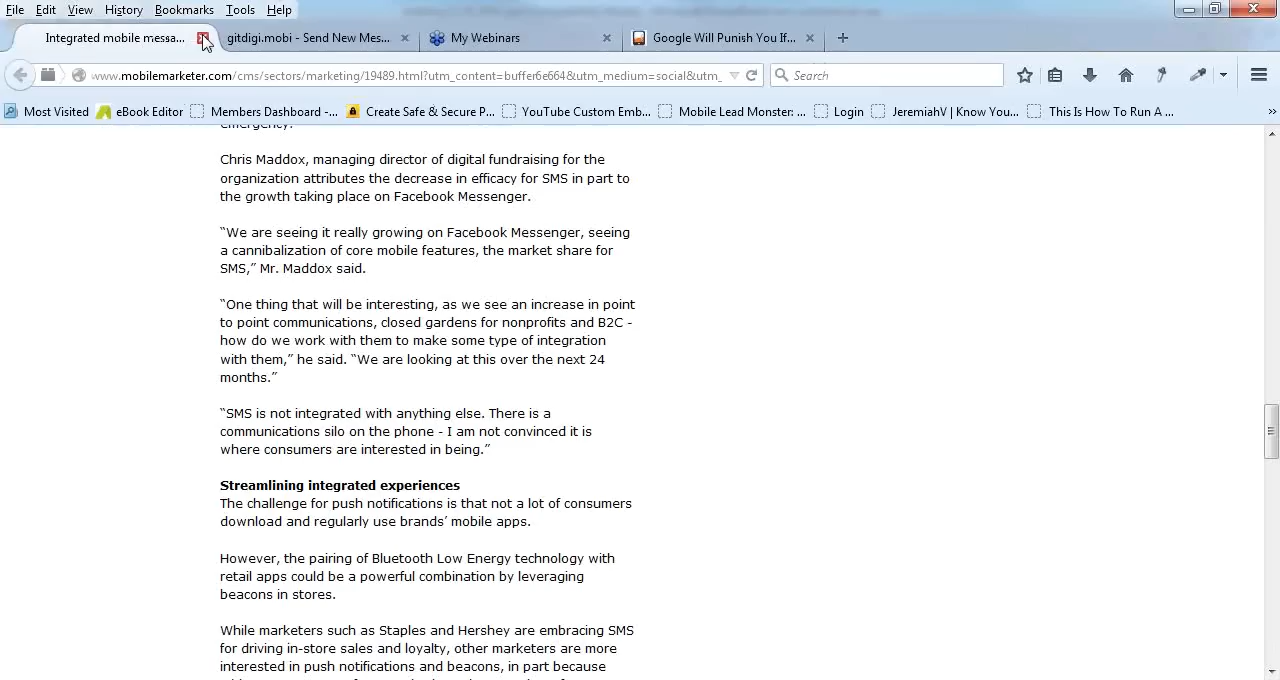 File Edit View History Bookmarks Tools Help
Integrated mobile messa... gitdigi.mobi - Send New Mes... My Webinars Google Will Punish You If...
www.mobilemarketer.com/cms/sectors/marketing/19489.html?utm_content=buffer6e664&utm_medium=social&utm_ Search
Most Visited eBook Editor Members Dashboard -... Create Safe & Secure P... YouTube Custom Emb... Mobile Lead Monster: ... Login JeremiahV | Know You... This Is How To Run A ... »
emergency.
Chris Maddox, managing director of digital fundraising for the
organization attributes the decrease in efficacy for SMS in part to
the growth taking place on Facebook Messenger.
“We are seeing it really growing on Facebook Messenger, seeing
a cannibalization of core mobile features, the market share for
SMS,” Mr. Maddox said.
“One thing that will be interesting, as we see an increase in point
to point communications, closed gardens for nonprofits and B2C -
how do we work with them to make some type of integration
with them,” he said. “We are looking at this over the next 24
months.”
“SMS is not integrated with anything else. There is a
communications silo on the phone - I am not convinced it is
where consumers are interested in being.”
Streamlining integrated experiences
The challenge for push notifications is that not a lot of consumers
download and regularly use brands’ mobile apps.
However, the pairing of Bluetooth Low Energy technology with
retail apps could be a powerful combination by leveraging
beacons in stores.
While marketers such as Staples and Hershey are embracing SMS
for driving in-store sales and loyalty, other marketers are more
interested in push notifications and beacons, in part because